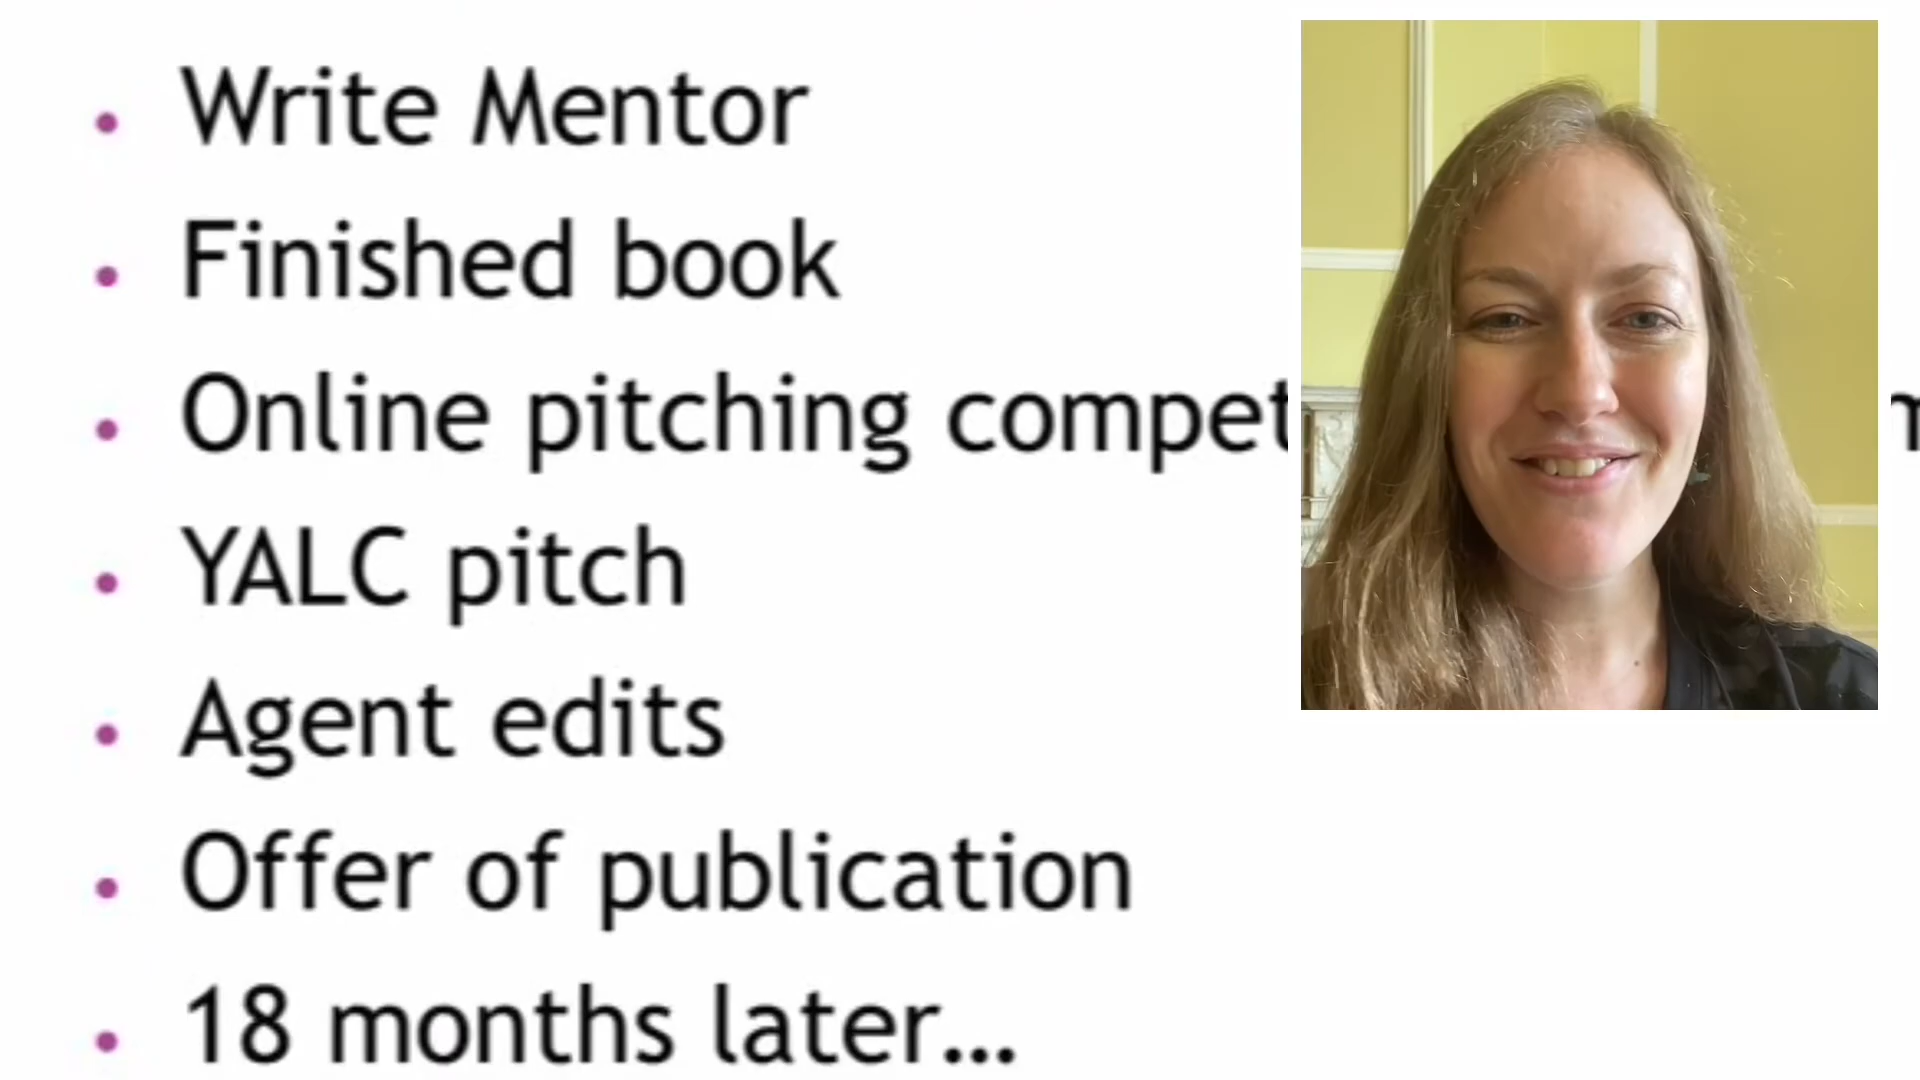 Write Mentor
Finished book
Online pitching compet
YALC pitch
Agent edits
Offer of publication
18 months later…